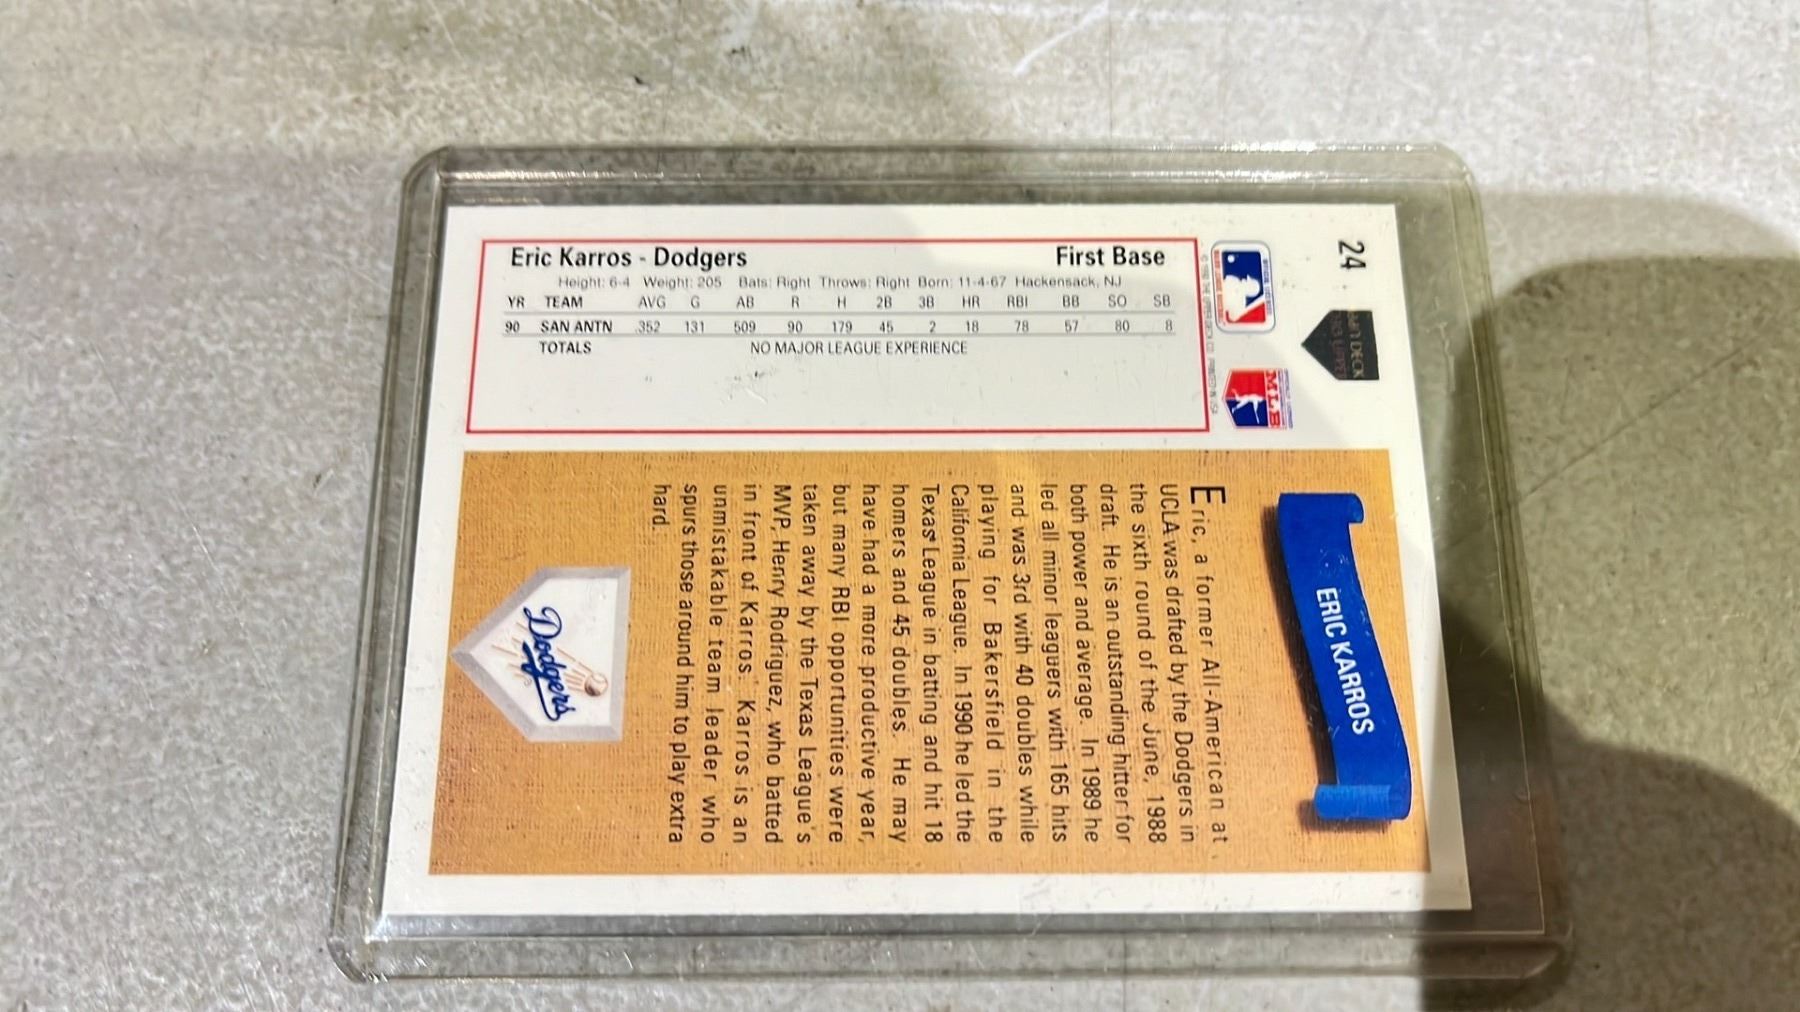 24
Eric Karros - Dodgers First Base
Height: 6-4 Weight: 205 Bats: Right Throws: Right Born: 11-4-67 Hackensack, NJ
YR TEAM AVG G AB R H 2B 3B HR RBI BB SO SB
90 SAN ANTN .352 131 509 90 179 45 2 18 78 57 80 8
TOTALS NO MAJOR LEAGUE EXPERIENCE
MLB
ERIC KARROS
Eric, a former All-American at
UCLA was drafted by the Dodgers in
the sixth round of the June, 1988
draft. He is an outstanding hitter for
both power and average. In 1989 he
led all minor leaguers with 165 hits
and was 3rd with 40 doubles while
playing for Bakersfield in the
California League. In 1990 he led the
Texas League in batting and hit 18
homers and 45 doubles. He may
have had a more productive year,
but many RBI opportunities were
taken away by the Texas League's
MVP, Henry Rodriguez, who batted
in front of Karros. Karros is an
unmistakable team leader who
spurs those around him to play extra
hard.
Dodgers